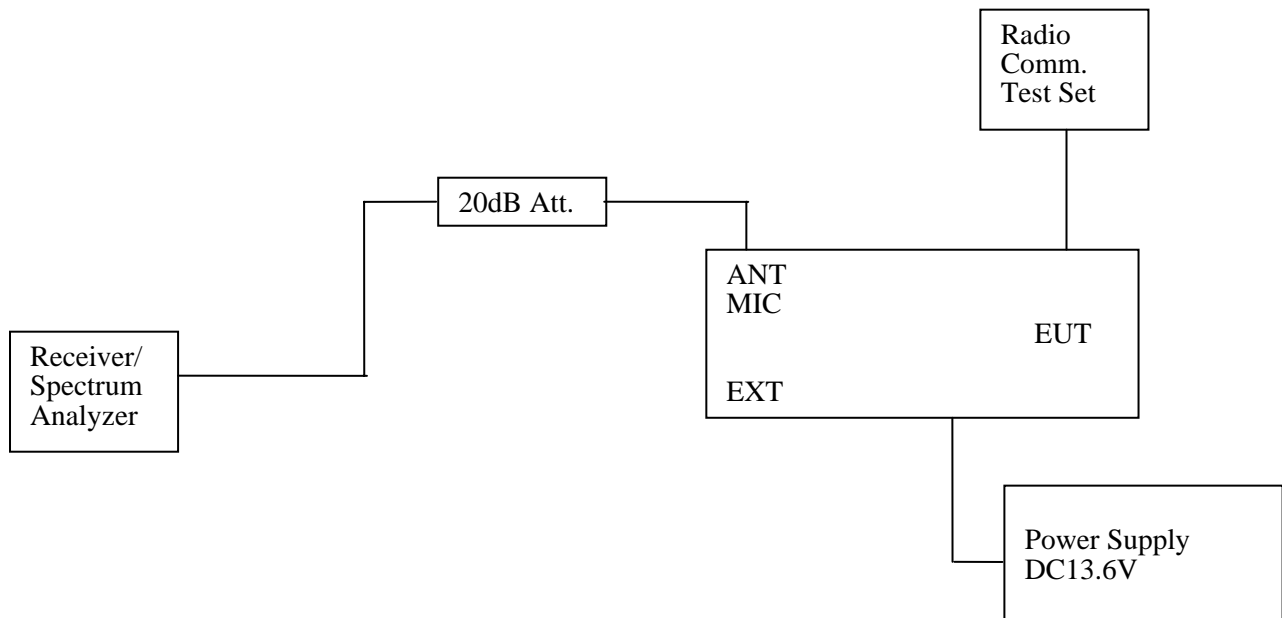 Radio
Comm.
Test Set
20dB Att.
ANT
MIC
EUT
EXT
Receiver/
Spectrum
Analyzer
Power Supply
DC13.6V